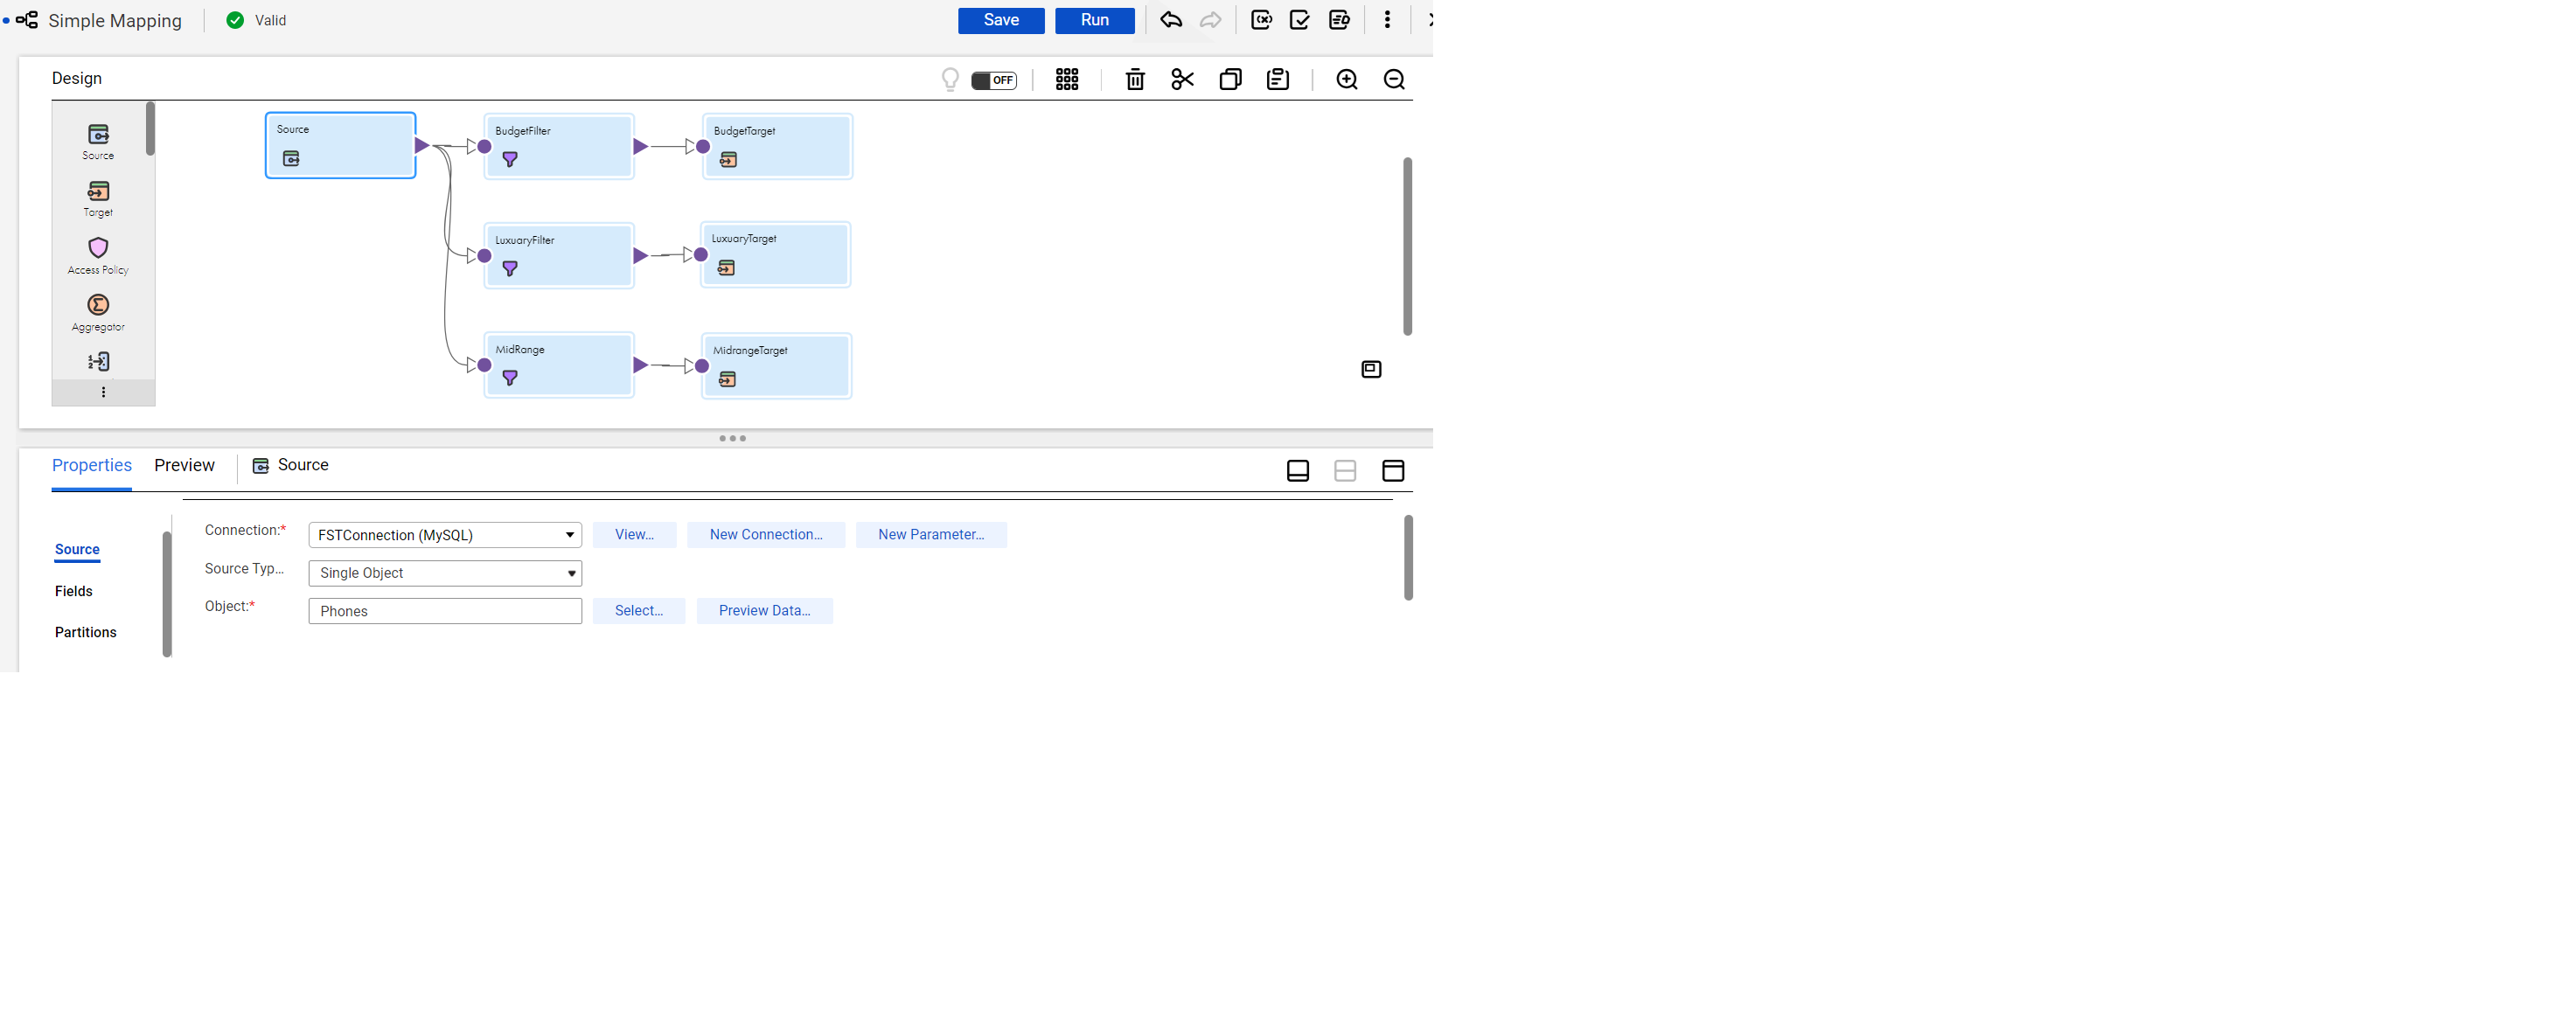 Simple Mapping
Valid
Save
Run
Design
OFF
Source
Target
Access Policy
Aggregator
Source
BudgetFilter
BudgetTarget
LuxuaryFilter
LuxuaryTarget
MidRange
MidrangeTarget
Properties
Preview
Source
Source
Fields
Partitions
Connection:*
FSTConnection (MySQL)
View...
New Connection...
New Parameter...
Source Typ...
Single Object
Object:*
Phones
Select...
Preview Data...